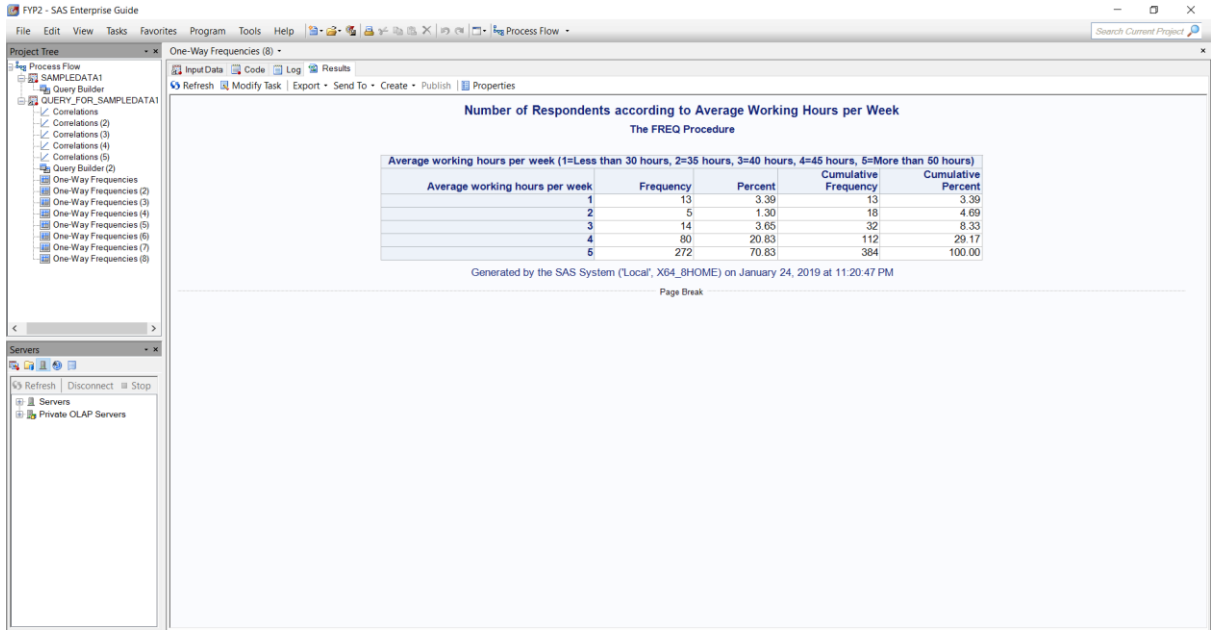 FYP2 - SAS Enterprise Guide
File Edit View Tasks Favorites Program Tools Help Process Flow
Search Current Project
Project Tree
Process Flow
SAMPLEDATA1
Query Builder
QUERY_FOR_SAMPLEDATA1
Correlations
Correlations (2)
Correlations (3)
Correlations (4)
Correlations (5)
Query Builder (2)
One-Way Frequencies
One-Way Frequencies (2)
One-Way Frequencies (3)
One-Way Frequencies (4)
One-Way Frequencies (5)
One-Way Frequencies (6)
One-Way Frequencies (7)
One-Way Frequencies (8)
Servers
Refresh Disconnect Stop
Servers
Private OLAP Servers
One-Way Frequencies (8)
Input Data Code Log Results
Refresh Modify Task Export Send To Create Publish Properties
Number of Respondents according to Average Working Hours per Week
The FREQ Procedure
Average working hours per week (1=Less than 30 hours, 2=35 hours, 3=40 hours, 4=45 hours, 5=More than 50 hours)
Average working hours per week Frequency Percent Cumulative Frequency Cumulative Percent
1 13 3.39 13 3.39
2 5 1.30 18 4.69
3 14 3.65 32 8.33
4 80 20.83 112 29.17
5 272 70.83 384 100.00
Generated by the SAS System ('Local', X64_8HOME) on January 24, 2019 at 11:20:47 PM
Page Break